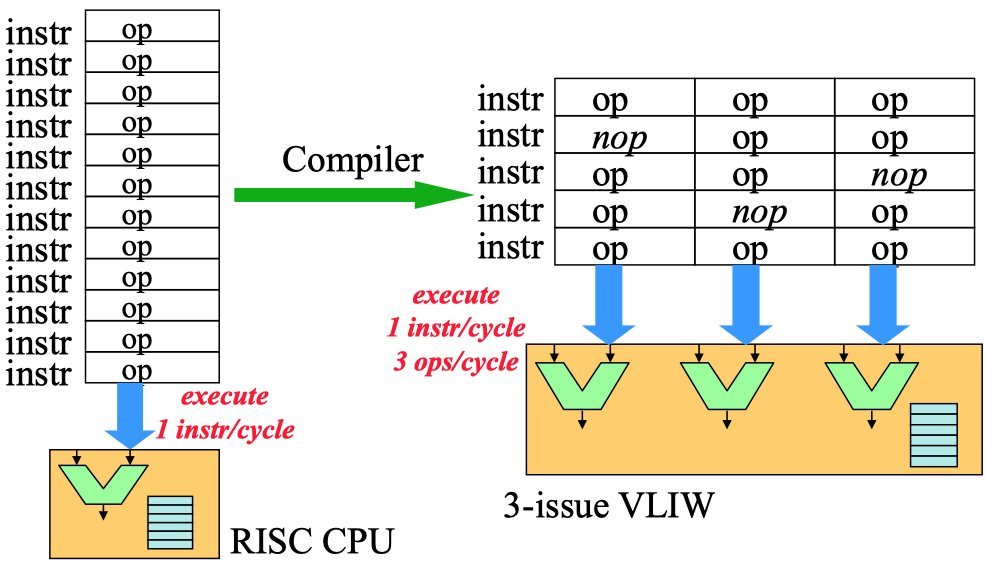 instr op
instr op
instr op
instr op
instr op
instr op
instr op
instr op
instr op
instr op
instr op
instr op
execute
1 instr/cycle
RISC CPU
Compiler
instr op op op
instr nop op op
instr op op nop
instr op nop op
instr op op op
execute
1 instr/cycle
3 ops/cycle
3-issue VLIW